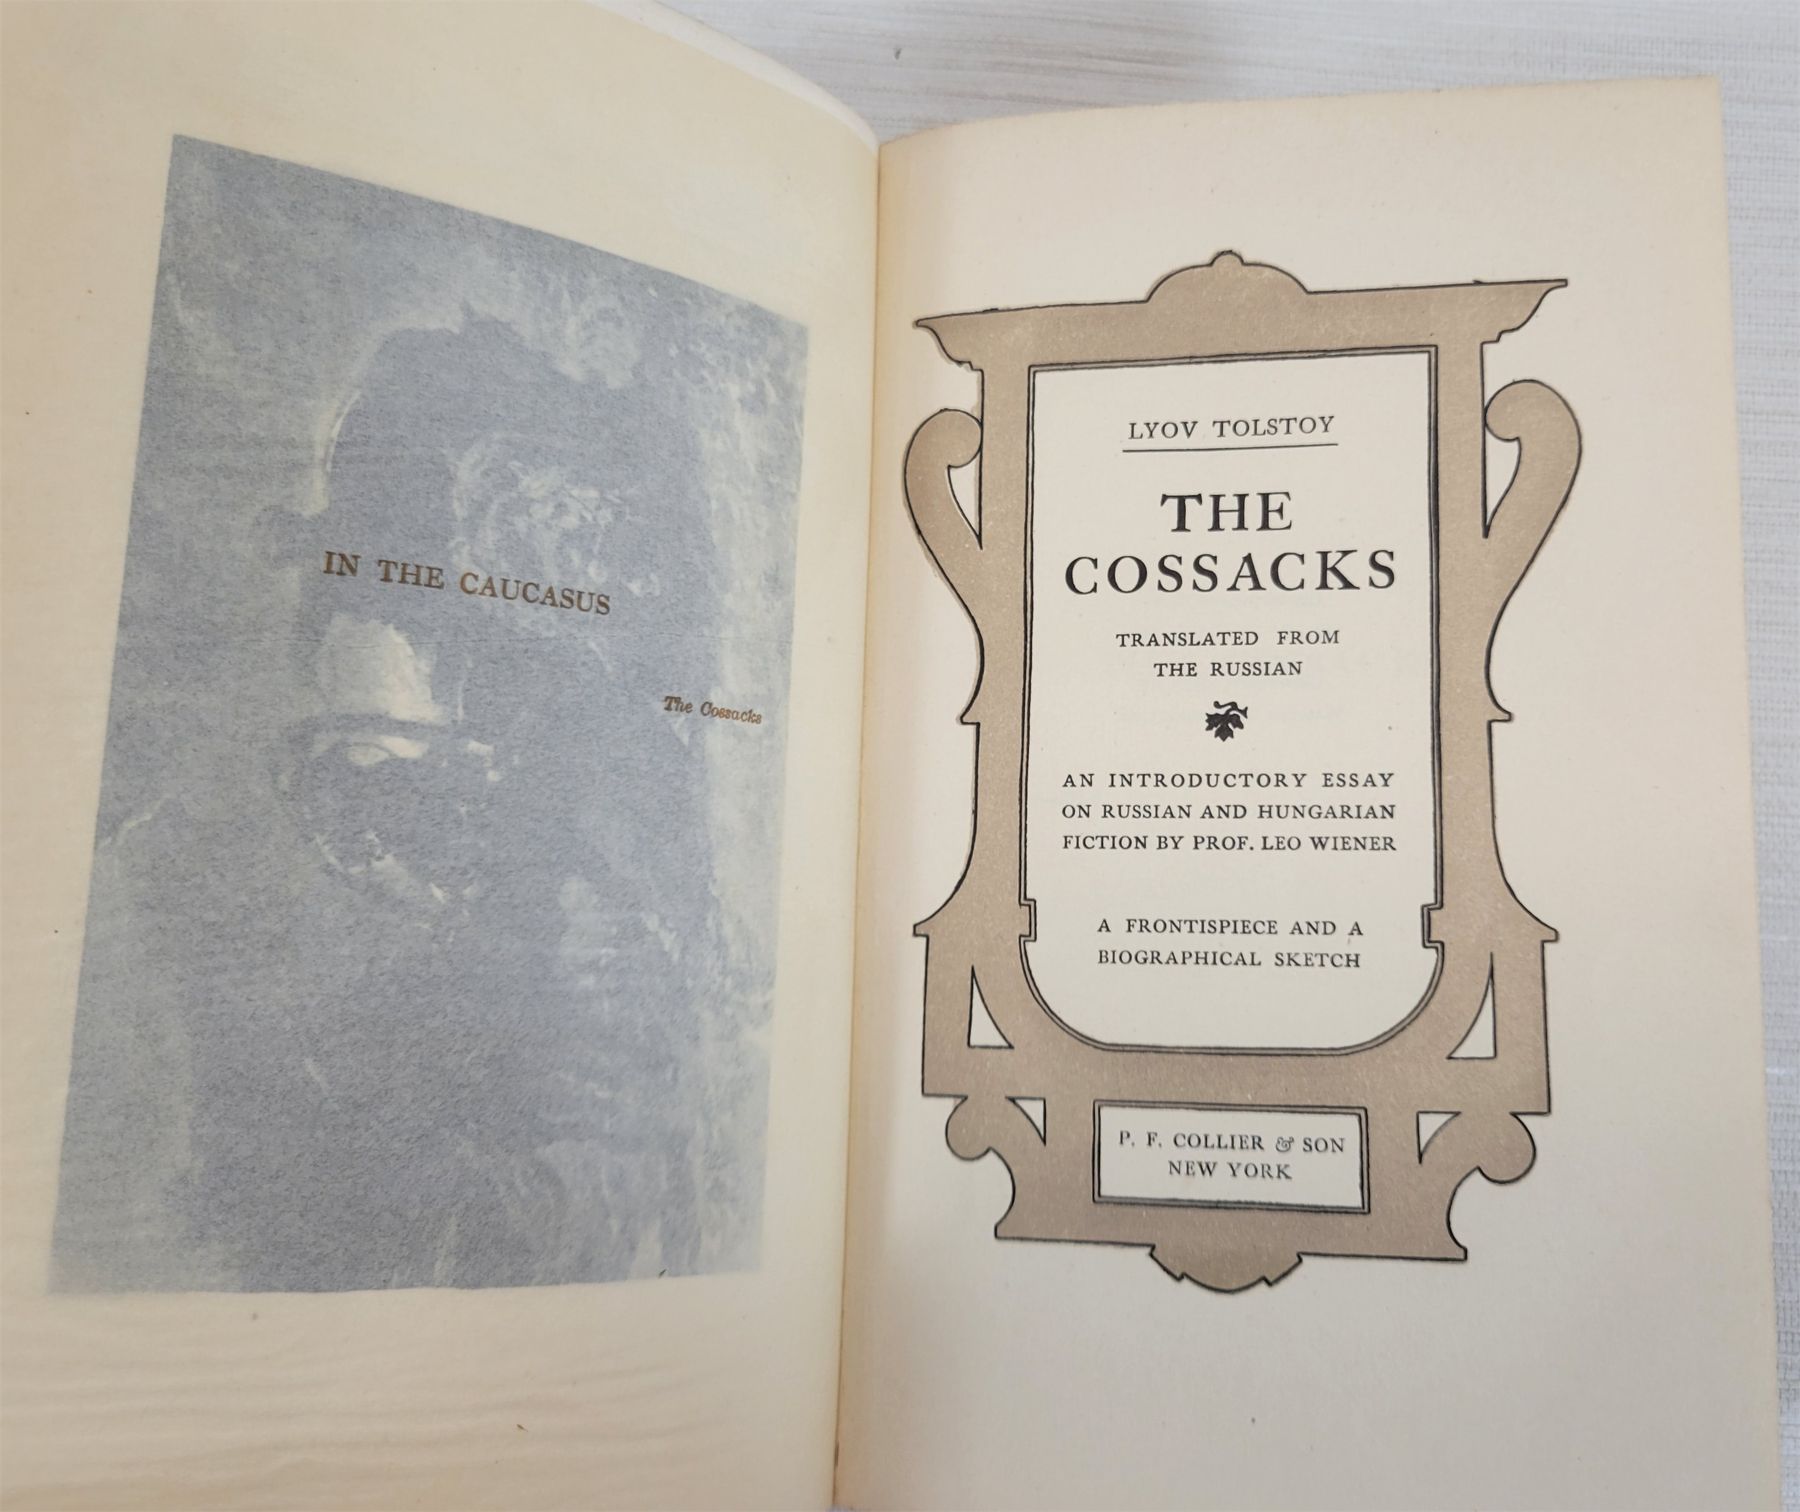 IN THE CAUCASUS
The Cossacks
LYOV TOLSTOY
THE
COSSACKS
TRANSLATED FROM
THE RUSSIAN
AN INTRODUCTORY ESSAY
ON RUSSIAN AND HUNGARIAN
FICTION BY PROF. LEO WIENER
A FRONTISPIECE AND A
BIOGRAPHICAL SKETCH
P. F. COLLIER & SON
NEW YORK